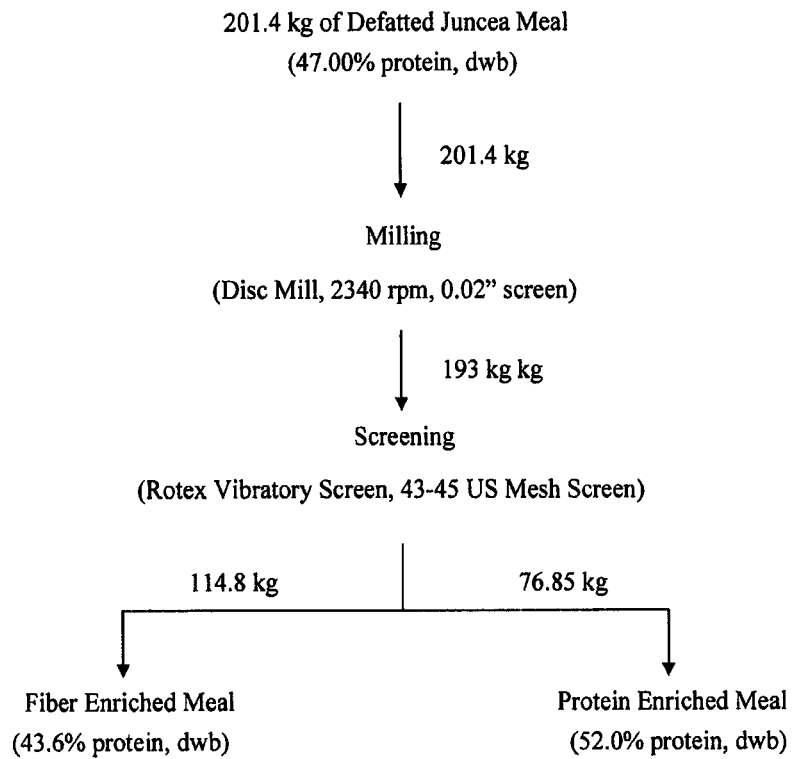 201.4 kg of Defatted Juncea Meal
(47.00% protein, dwb)
201.4 kg
Milling
(Disc Mill, 2340 rpm, 0.02” screen)
193 kg kg
Screening
(Rotex Vibratory Screen, 43-45 US Mesh Screen)
114.8 kg
76.85 kg
Fiber Enriched Meal
(43.6% protein, dwb)
Protein Enriched Meal
(52.0% protein, dwb)